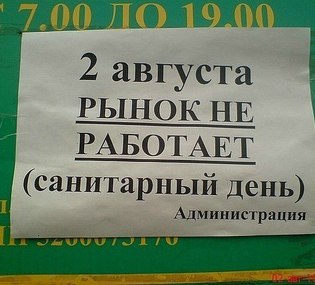 7.00 ДО 19.00
2 августа
РЫНОК НЕ
РАБОТАЕТ
(санитарный день)
Администрация